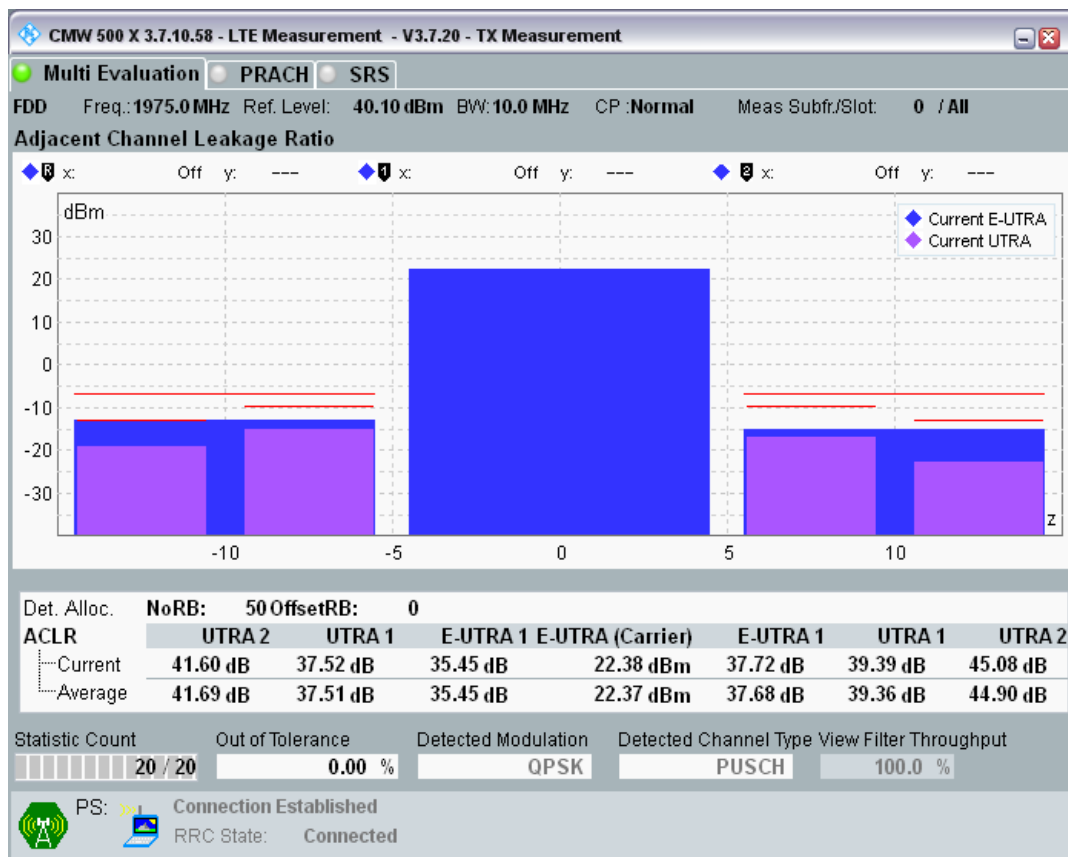 CMW 500 X 3.7.10.58 - LTE Measurement - V3.7.20 - TX Measurement
Multi Evaluation PRACH SRS
FDD Freq.:1975.0 MHz Ref. Level: 40.10 dBm BW:10.0 MHz CP :Normal Meas Subfr./Slot: 0 / All
Adjacent Channel Leakage Ratio
R x: Off y: --- 1 x: Off y: --- 2 x: Off y: ---
dBm
Current E-UTRA
Current UTRA
30
20
10
0
-10
-20
-30
z
-10 -5 0 5 10
Det. Alloc. NoRB: 50 OffsetRB: 0
ACLR UTRA 2 UTRA 1 E-UTRA 1 E-UTRA (Carrier) E-UTRA 1 UTRA 1 UTRA 2
Current 41.60 dB 37.52 dB 35.45 dB 22.38 dBm 37.72 dB 39.39 dB 45.08 dB
Average 41.69 dB 37.51 dB 35.45 dB 22.37 dBm 37.68 dB 39.36 dB 44.90 dB
Statistic Count Out of Tolerance Detected Modulation Detected Channel Type View Filter Throughput
20 / 20 0.00 % QPSK PUSCH 100.0 %
PS: Connection Established
RRC State: Connected